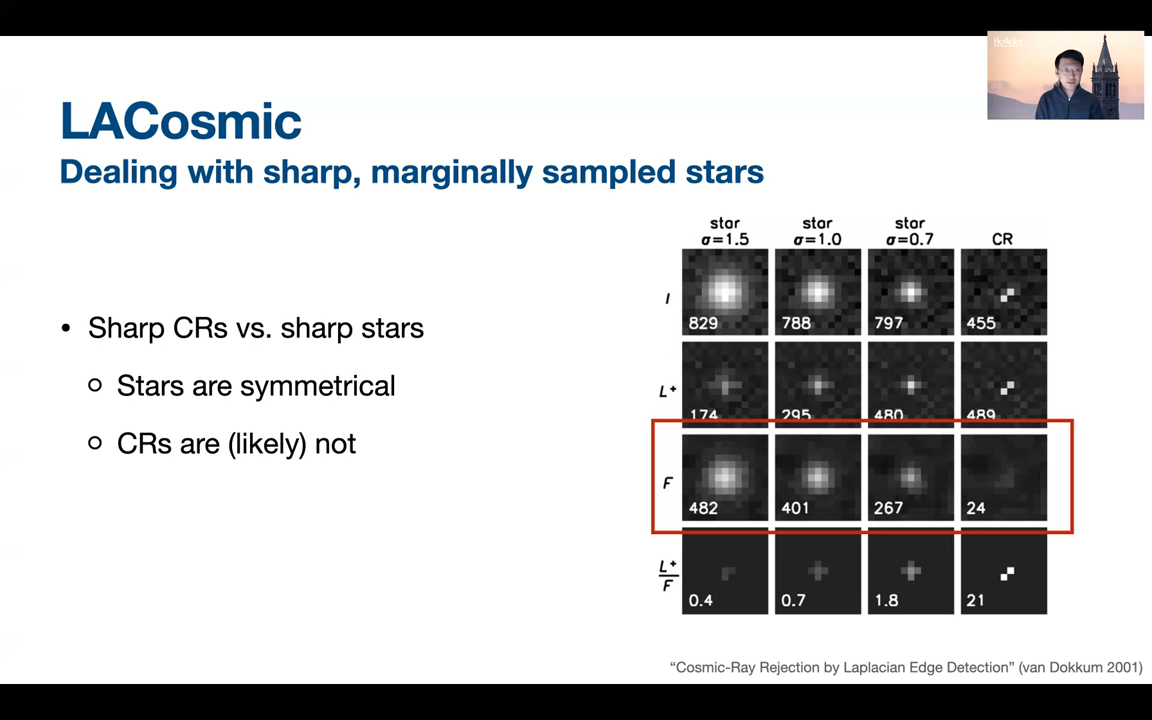 Berkeley
LACosmic
Dealing with sharp, marginally sampled stars
• Sharp CRs vs. sharp stars
Stars are symmetrical
CRs are (likely) not
star σ=1.5
star σ=1.0
star σ=0.7
CR
I
829 788 797 455
L⁺
174 295 480 489
F
482 401 267 24
L⁺/F
0.4 0.7 1.8 21
“Cosmic-Ray Rejection by Laplacian Edge Detection” (van Dokkum 2001)